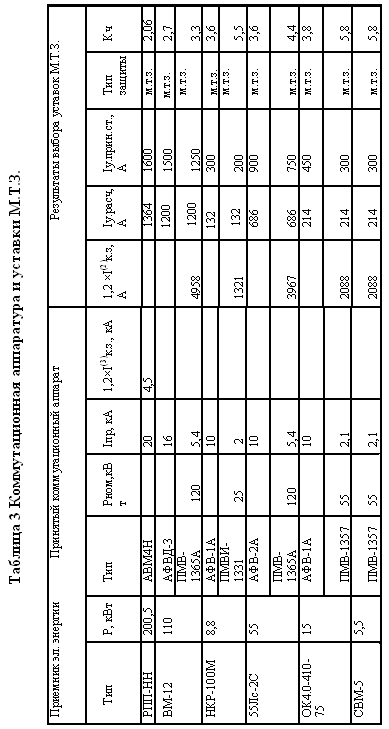 Таблица 3 Коммутационная аппаратура и уставки М.Т.З.
Приемник эл. энергии Принятый коммутационный аппарат Результаты выбора уставок М.Т.З.
Тип Р, кВт Тип Рном,кВт Iпр, кА 1,2×I⁽³⁾к.з., кА 1,2 ×I⁽²⁾к.з, А Iу.расч, А Iу.прин.ст., А Тип защиты К ч
РПП-НН 200,5 АВМ4Н 20 4,5 1364 1600 м.т.з. 2,06
ВМ-12 110 АФВД-3 16 1200 1500 м.т.з. 2,7
ПМВ-1365А 120 5,4 4958 1200 1250 м.т.з. 3,3
НКР-100М 8,8 АФВ-1А 10 132 300 м.т.з. 3,6
ПМВИ-1331 25 2 1321 132 200 м.т.з. 5,5
55Лс-2С 55 АФВ-2А 10 686 900 м.т.з. 3,6
ПМВ-1365А 120 5,4 3967 686 750 м.т.з. 4,4
ОК4.0-410-75 15 АФВ-1А 10 214 450 м.т.з. 3,8
ПМВ-1357 55 2,1 2088 214 300 м.т.з. 5,8
СВМ-5 5,5 ПМВ-1357 55 2,1 2088 214 300 м.т.з. 5,8